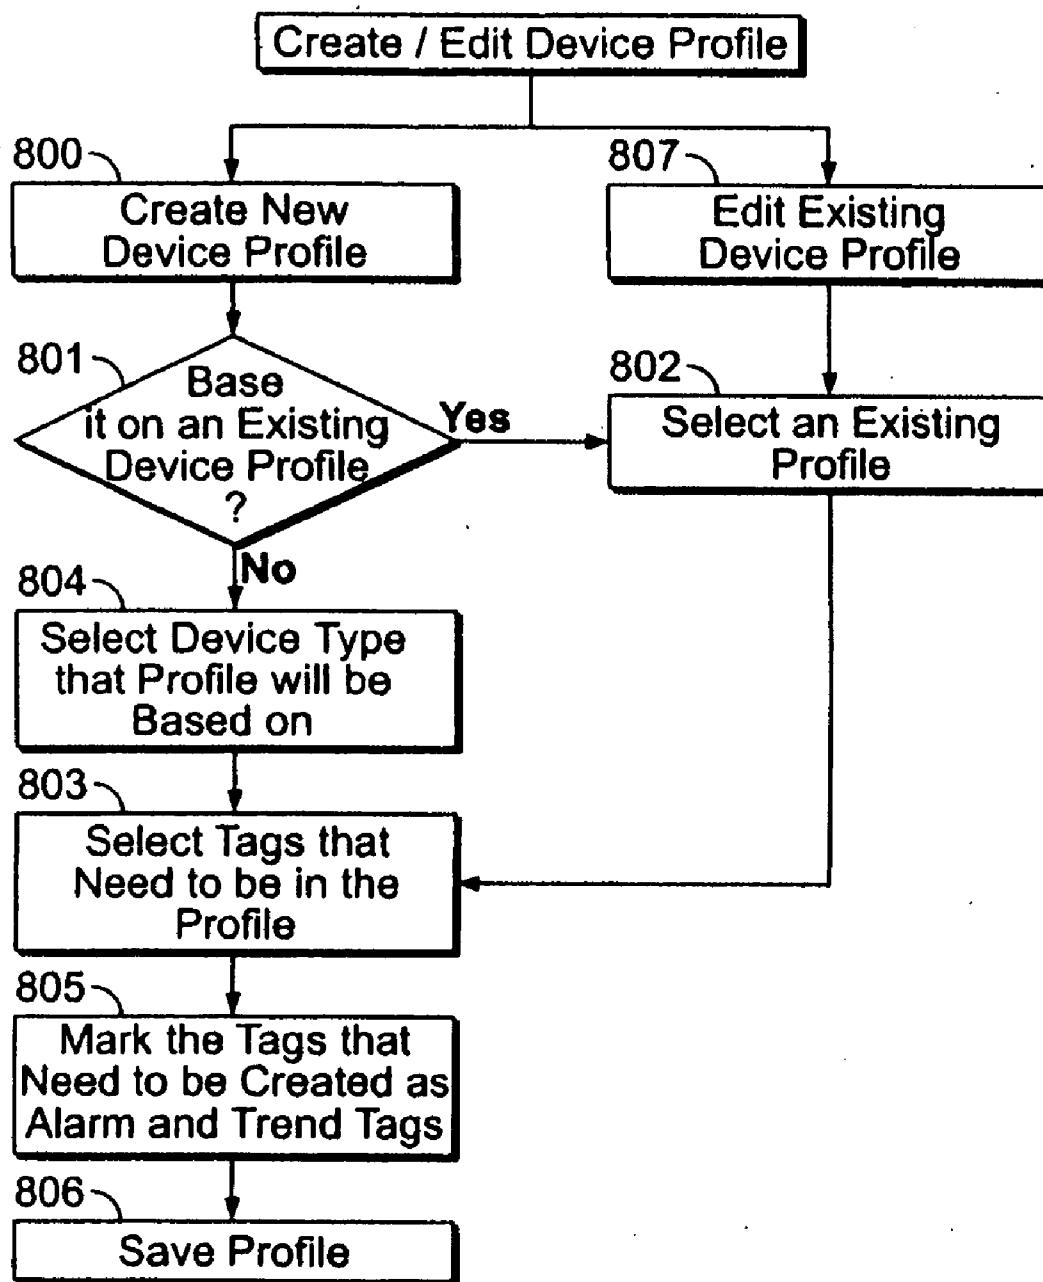 Create / Edit Device Profile
800
Create New
Device Profile
807
Edit Existing
Device Profile
801
Base
it on an Existing
Device Profile
?
Yes
No
802
Select an Existing
Profile
804
Select Device Type
that Profile will be
Based on
803
Select Tags that
Need to be in the
Profile
805
Mark the Tags that
Need to be Created as
Alarm and Trend Tags
806
Save Profile